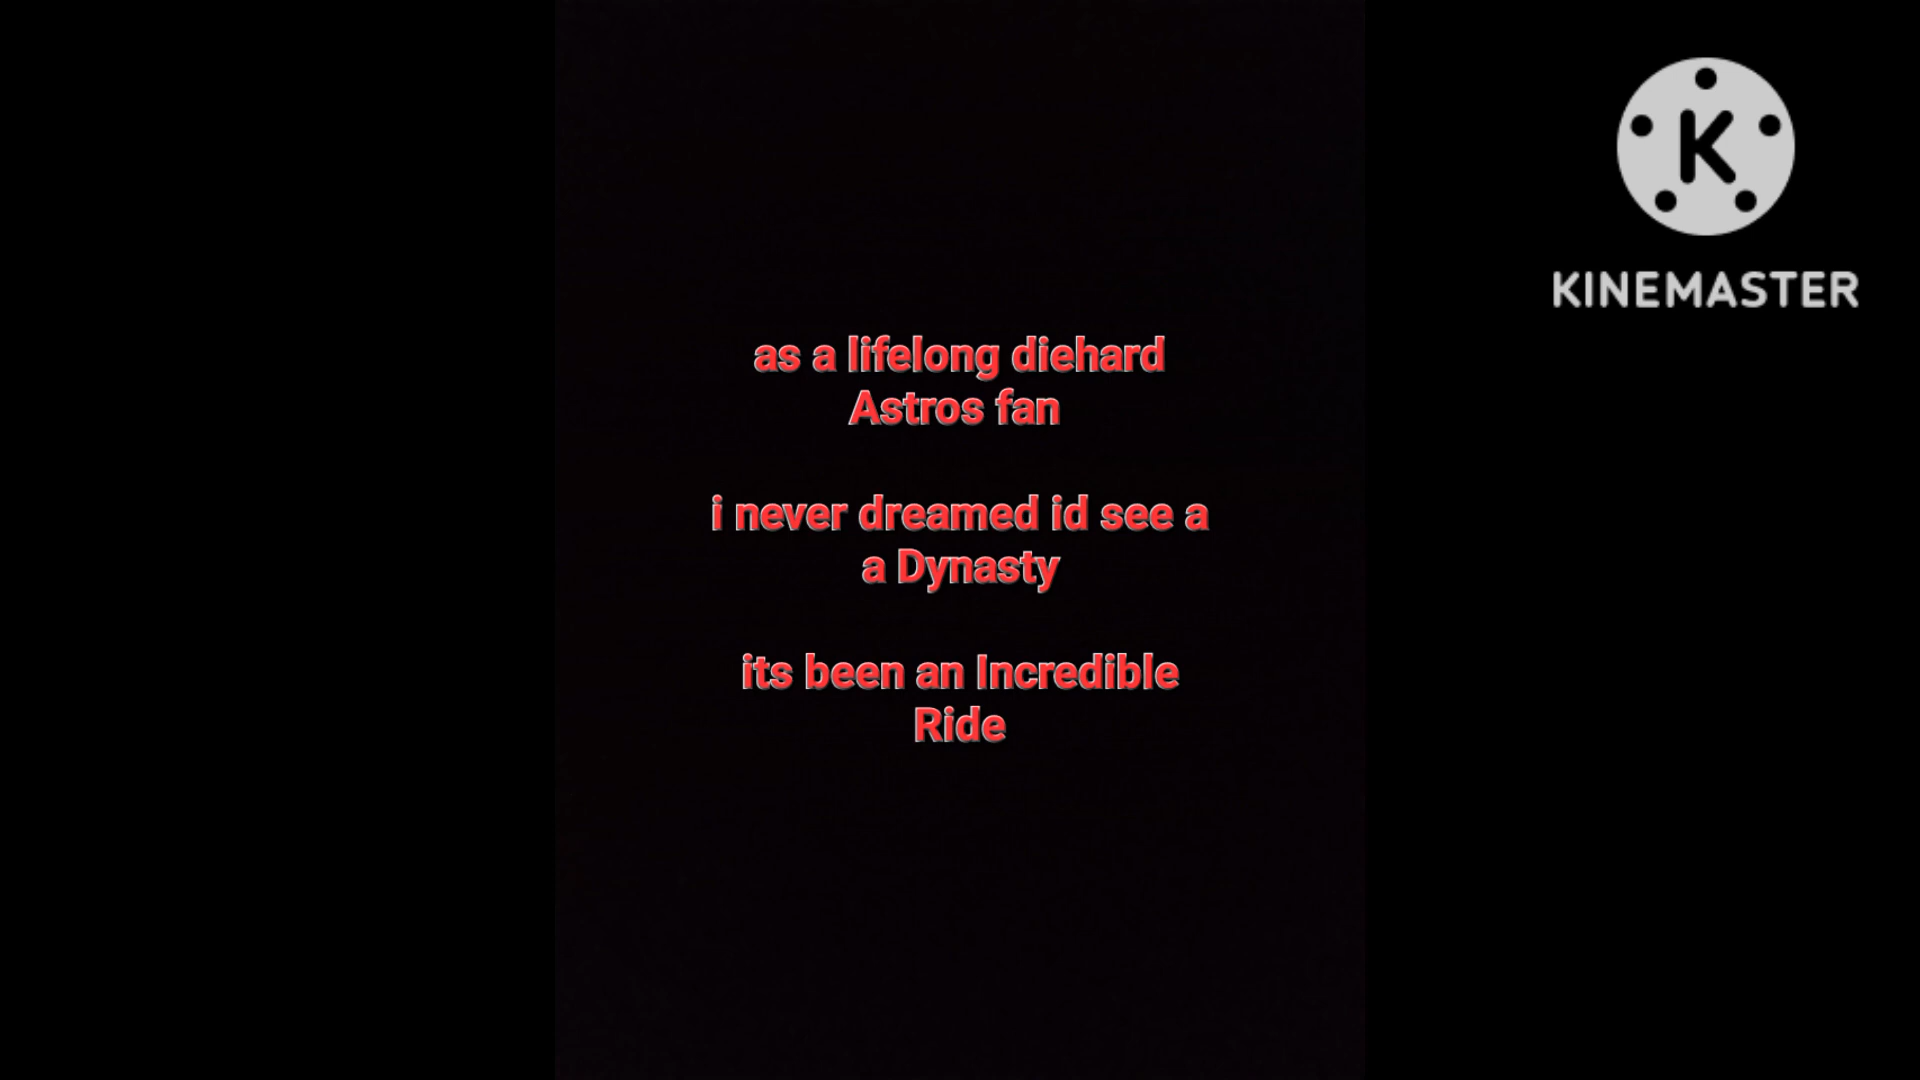 K
KINEMASTER
as a lifelong diehard
Astros fan
i never dreamed id see a
a Dynasty
its been an Incredible
Ride